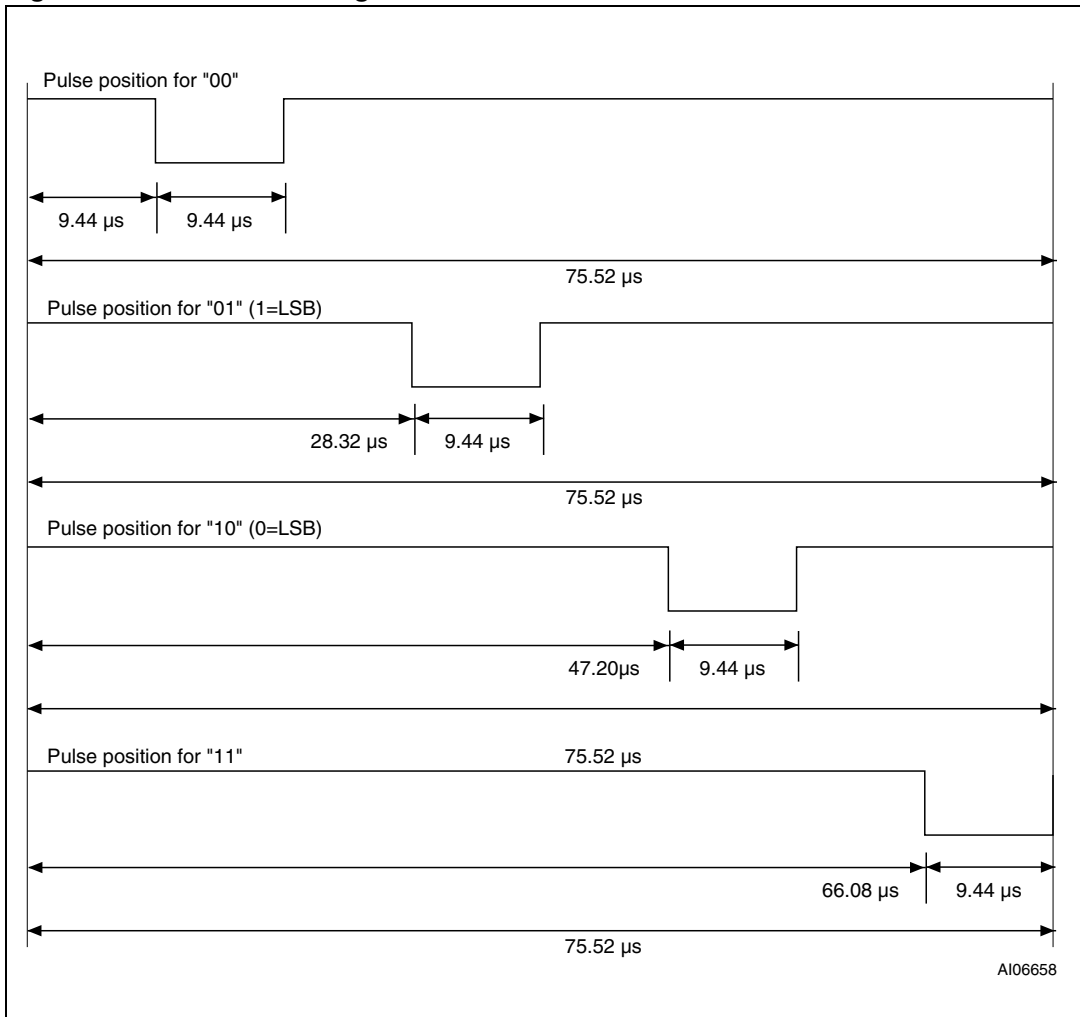 Pulse position for "00"
9.44 µs 9.44 µs
75.52 µs
Pulse position for "01" (1=LSB)
28.32 µs 9.44 µs
75.52 µs
Pulse position for "10" (0=LSB)
47.20µs 9.44 µs
Pulse position for "11" 75.52 µs
66.08 µs 9.44 µs
75.52 µs
AI06658